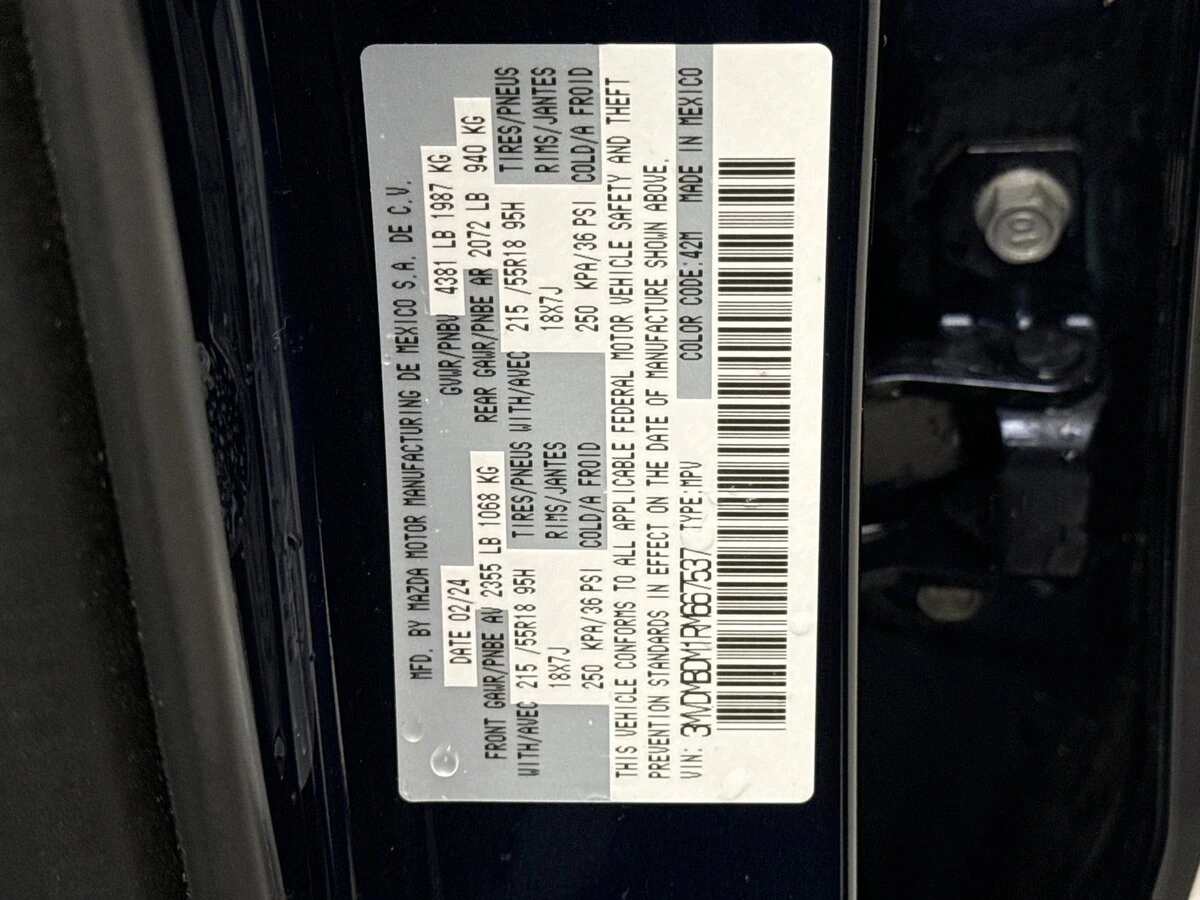 MFD. BY MAZDA MOTOR MANUFACTURING DE MEXICO S.A. DE C.V.
DATE 02/24 GVWR/PNBV 4381 LB 1987 KG
FRONT GAWR/PNBE AV 2355 LB 1068 KG REAR GAWR/PNBE AR 2072 LB 940 KG
WITH/AVEC 215 /55R18 95H TIRES/PNEUS WITH/AVEC 215 /55R18 95H TIRES/PNEUS
18X7J RIMS/JANTES 18X7J RIMS/JANTES
250 KPA/36 PSI COLD/A FROID 250 KPA/36 PSI COLD/A FROID
THIS VEHICLE CONFORMS TO ALL APPLICABLE FEDERAL MOTOR VEHICLE SAFETY AND THEFT
PREVENTION STANDARDS IN EFFECT ON THE DATE OF MANUFACTURE SHOWN ABOVE.
VIN: 3MVDMBDM1RM667537 TYPE:MPV COLOR CODE:42M MADE IN MEXICO